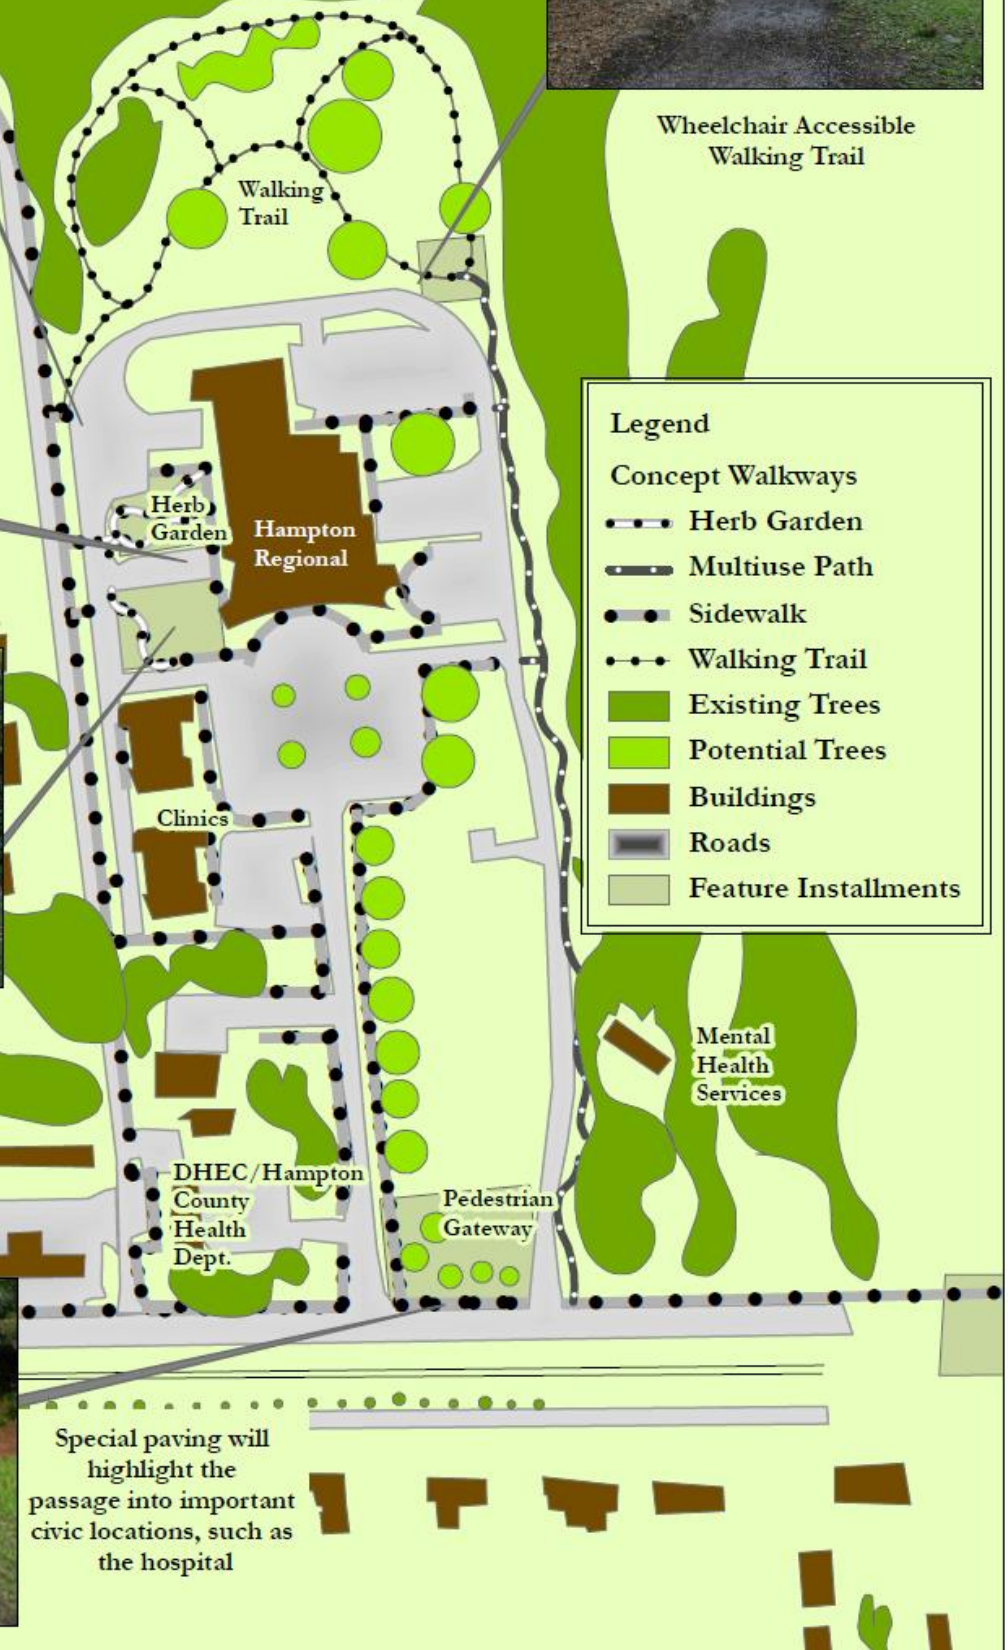 Wheelchair Accessible
Walking Trail
Walking
Trail
Legend
Concept Walkways
Herb Garden
Multiuse Path
Sidewalk
Walking Trail
Existing Trees
Potential Trees
Buildings
Roads
Feature Installments
Herb
Garden
Hampton
Regional
Clinics
Mental
Health
Services
DHEC/Hampton
County
Health
Dept.
Pedestrian
Gateway
Special paving will
highlight the
passage into important
civic locations, such as
the hospital